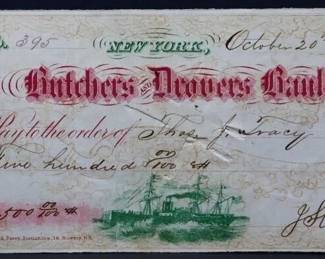 395 NEW YORK, October 20
Butchers AND Drovers Bank
Pay to the order of Thos J. Tracy
Five hundred 00/100
500 00/100